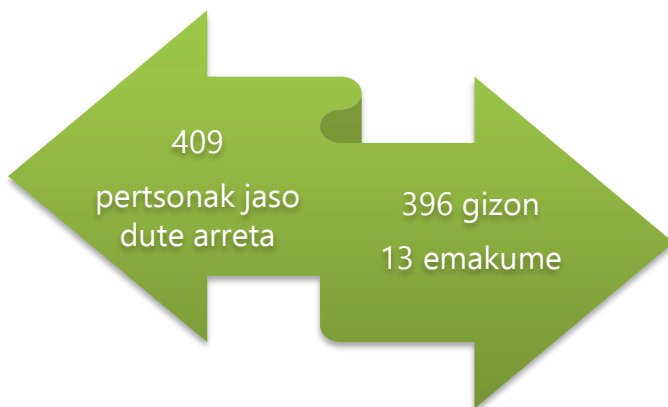 409
pertsonak jaso
dute arreta
396 gizon
13 emakume